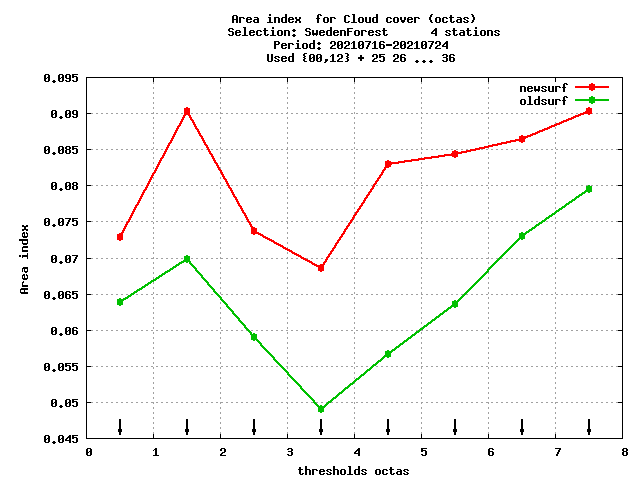 Area index  for Cloud cover (octas)
Selection: SwedenForest      4 stations
Period: 20210716-20210724
Used {00,12} + 25 26 ... 36
newsurf
oldsurf
0.095
0.09
0.085
0.08
0.075
0.07
0.065
0.06
0.055
0.05
0.045
Area index
0 1 2 3 4 5 6 7 8
thresholds octas